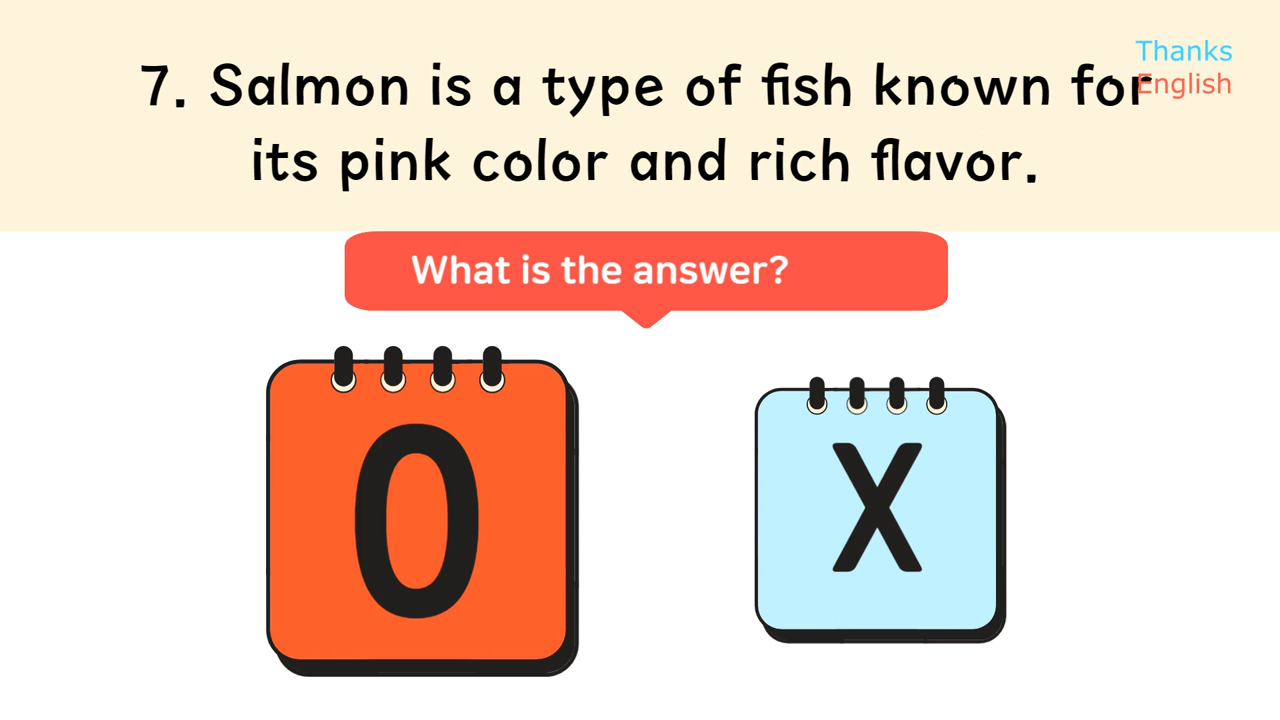 7. Salmon is a type of fish known for
its pink color and rich flavor.
Thanks
English
What is the answer?
O
X